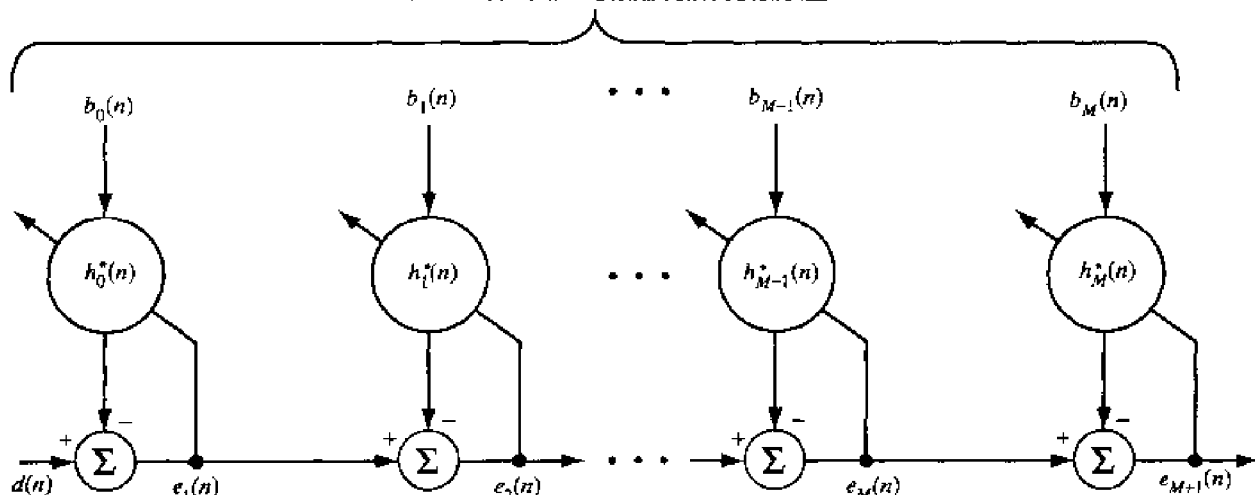 b_0(n) b_1(n) • • • b_{M-1}(n) b_M(n)
h_0^*(n) h_1^*(n) • • • h_{M-1}^*(n) h_M^*(n)
+ − + − + − + −
Σ Σ • • • Σ Σ
d(n) e_1(n) e_2(n) e_M(n) e_{M+1}(n)